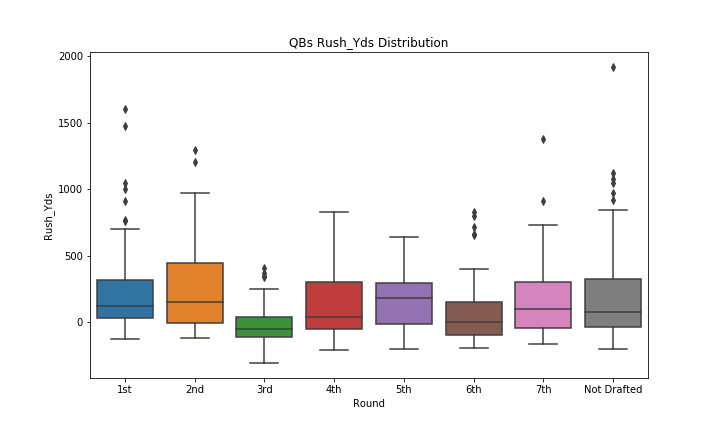 QBs Rush_Yds Distribution
2000
1500
1000
500
0
Rush_Yds
1st 2nd 3rd 4th 5th 6th 7th Not Drafted
Round